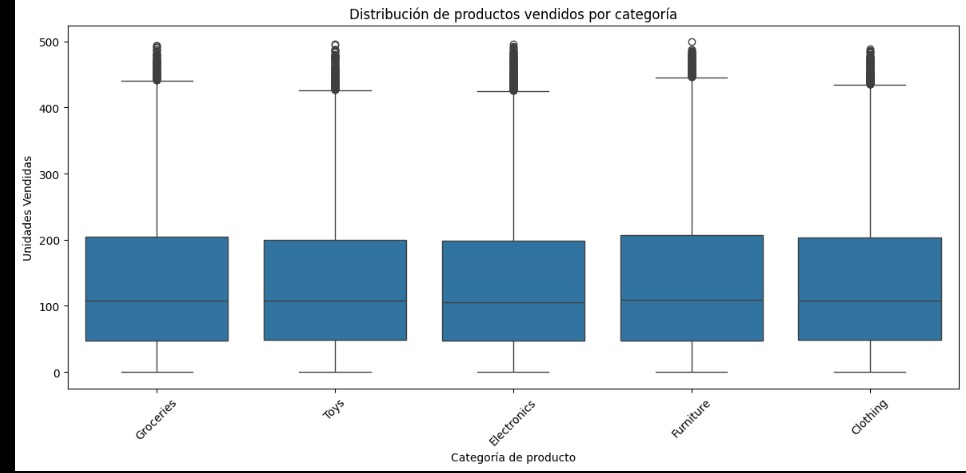 Distribución de productos vendidos por categoría
500
400
300
200
100
0
Unidades Vendidas
Groceries
Toys
Electronics
Furniture
Clothing
Categoría de producto